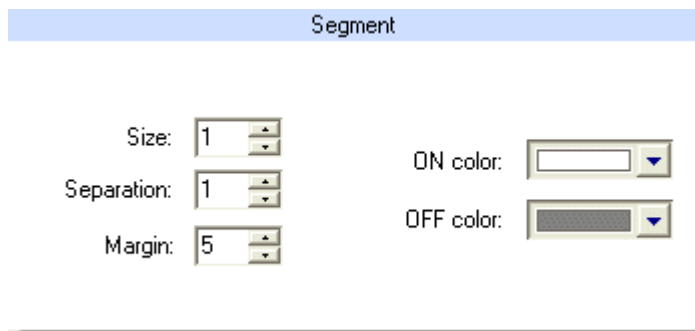 Segment
Size: 1
ON color:
Separation: 1
OFF color:
Margin: 5